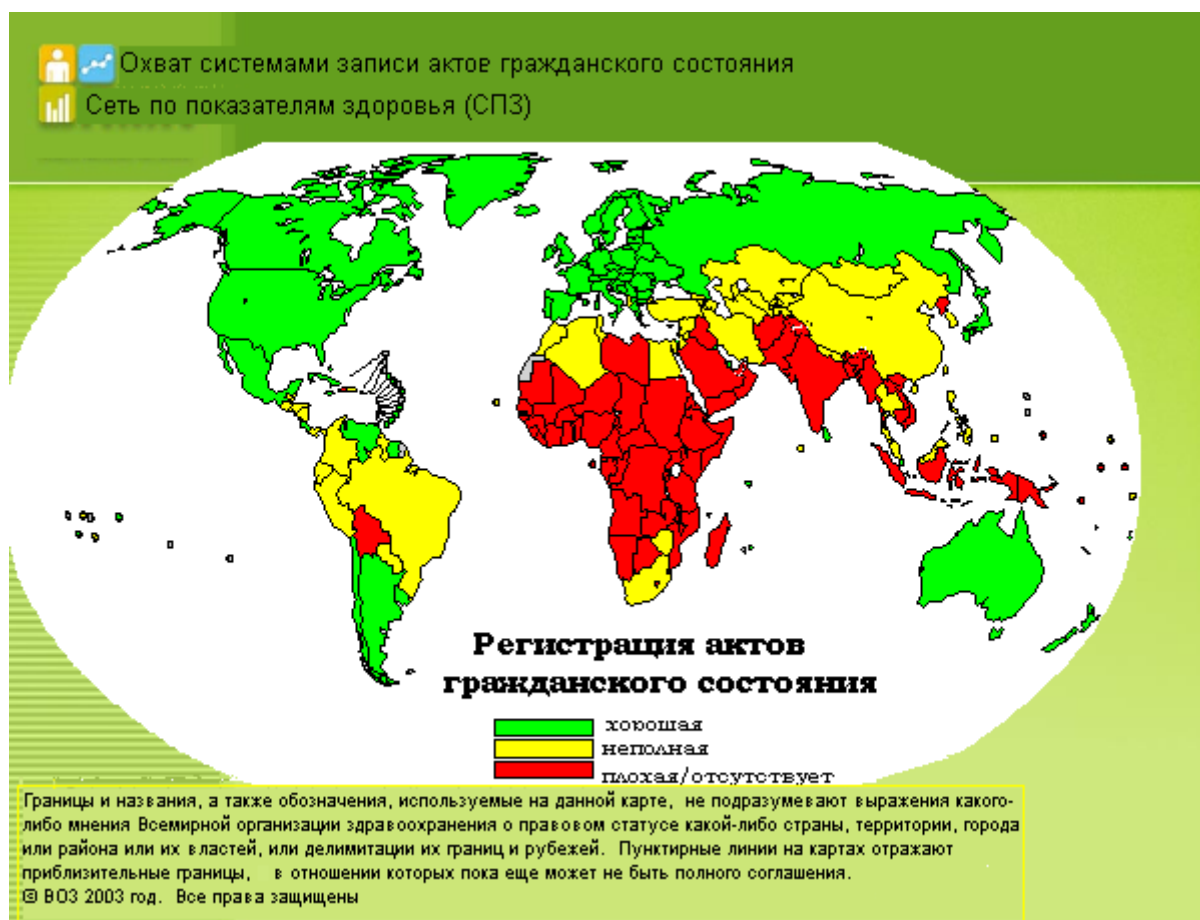 Охват системами записи актов гражданского состояния
Сеть по показателям здоровья (СПЗ)
Регистрация актов
гражданского состояния
хорошая
неполная
плохая/отсутствует
Границы и названия, а также обозначения, используемые на данной карте, не подразумевают выражения какого-
либо мнения Всемирной организации здравоохранения о правовом статусе какой-либо страны, территории, города
или района или их властей, или делимитации их границ и рубежей. Пунктирные линии на картах отражают
приблизительные границы, в отношении которых пока еще может не быть полного соглашения.
© ВОЗ 2003 год. Все права защищены